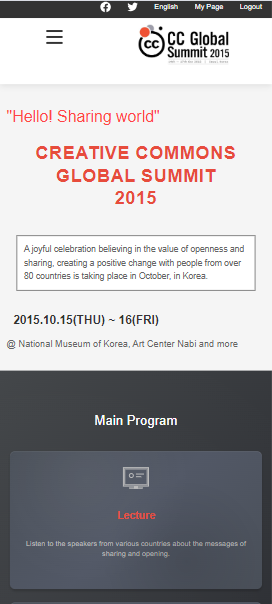 English My Page Logout
CC Global
Summit 2015
"Hello! Sharing world"
CREATIVE COMMONS
GLOBAL SUMMIT
2015
A joyful celebration believing in the value of openness and
sharing, creating a positive change with people from over
80 countries is taking place in October, in Korea.
2015.10.15(THU) ~ 16(FRI)
@ National Museum of Korea, Art Center Nabi and more
Main Program
Lecture
Listen to the speakers from various countries about the messages of
sharing and opening.